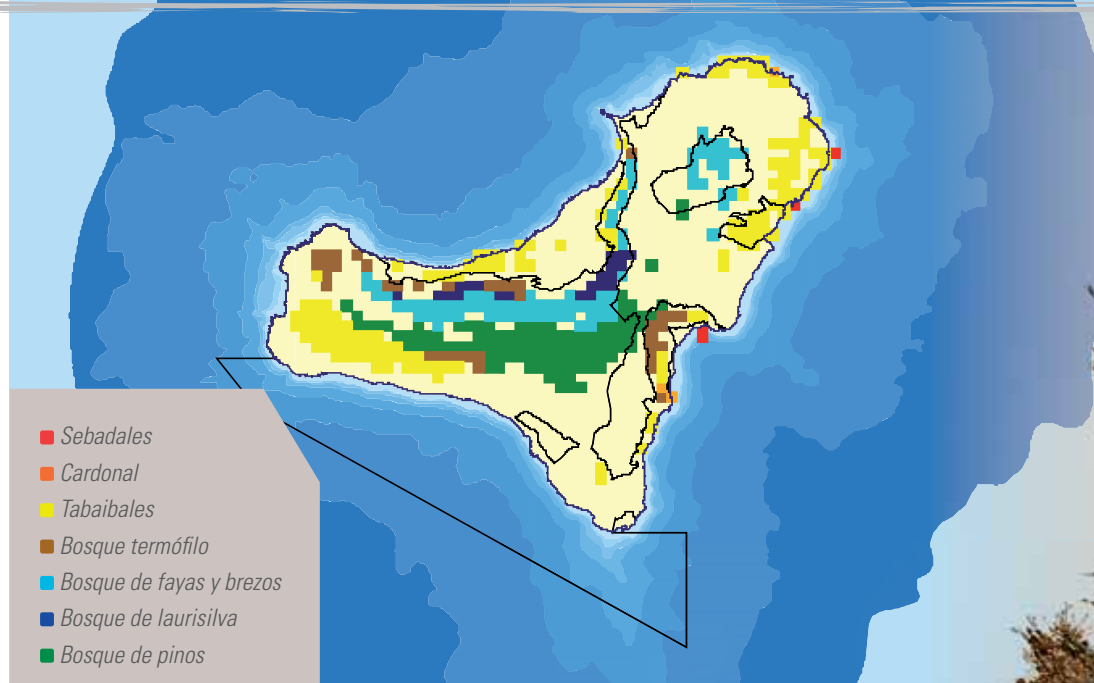 Sebadales
Cardonal
Tabaibales
Bosque termófilo
Bosque de fayas y brezos
Bosque de laurisilva
Bosque de pinos